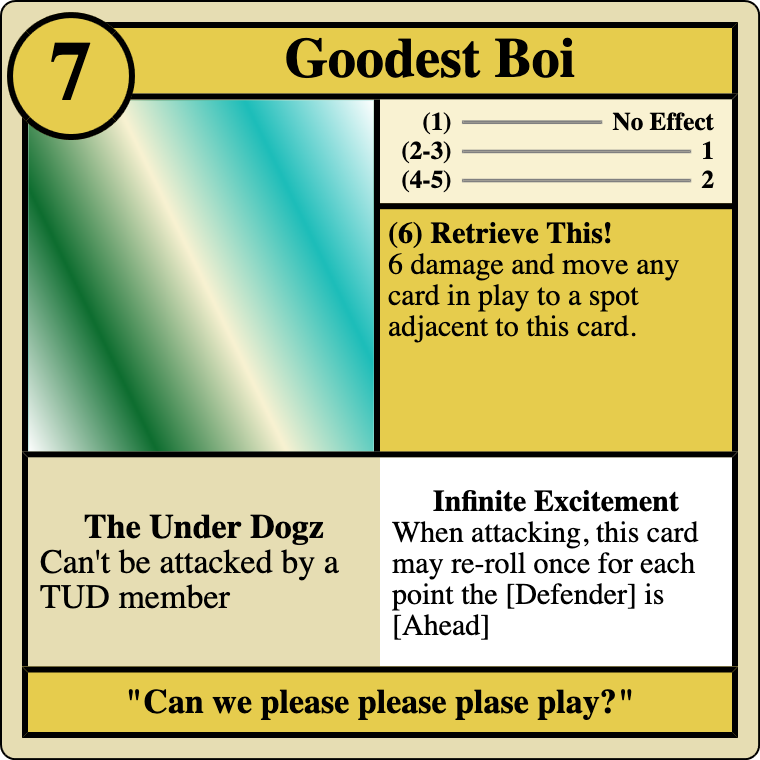 7
Goodest Boi
(1) No Effect
(2-3) 1
(4-5) 2
(6) Retrieve This!
6 damage and move any
card in play to a spot
adjacent to this card.
The Under Dogz
Can't be attacked by a
TUD member
Infinite Excitement
When attacking, this card
may re-roll once for each
point the [Defender] is
[Ahead]
"Can we please please plase play?"